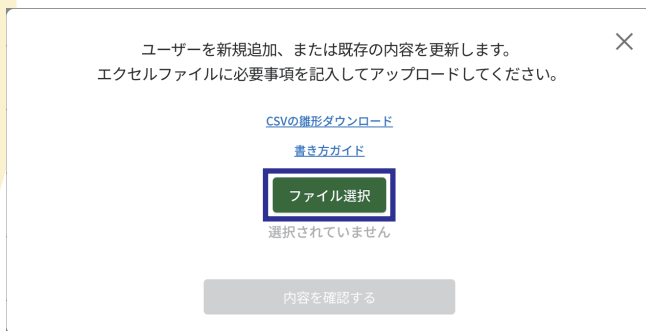 ユーザーを新規追加、または既存の内容を更新します。
エクセルファイルに必要事項を記入してアップロードしてください。
CSVの雛形ダウンロード
書き方ガイド
ファイル選択
選択されていません
内容を確認する